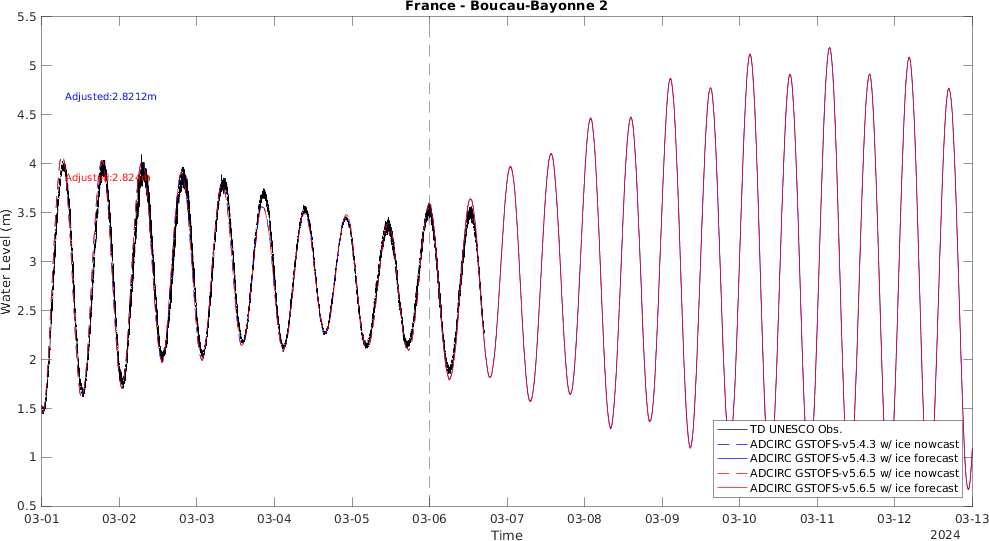 France - Boucau-Bayonne 2
5.5
5
4.5
4
3.5
3
2.5
2
1.5
1
0.5
Water Level (m)
Adjusted:2.8212m
Adjusted:2.824m
TD UNESCO Obs.
ADCIRC GSTOFS-v5.4.3 w/ ice nowcast
ADCIRC GSTOFS-v5.4.3 w/ ice forecast
ADCIRC GSTOFS-v5.6.5 w/ ice nowcast
ADCIRC GSTOFS-v5.6.5 w/ ice forecast
03-01 03-02 03-03 03-04 03-05 03-06 03-07 03-08 03-09 03-10 03-11 03-12 03-13
Time
2024